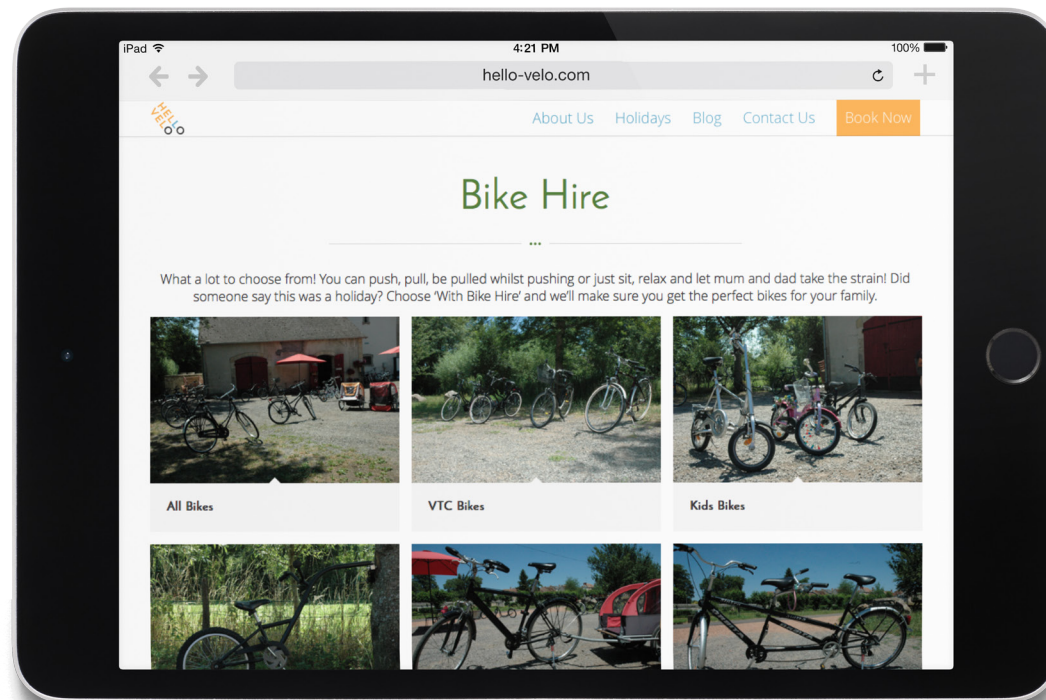 iPad 4:21 PM 100%
hello-velo.com
HELLO VELO
About Us Holidays Blog Contact Us Book Now
Bike Hire
What a lot to choose from! You can push, pull, be pulled whilst pushing or just sit, relax and let mum and dad take the strain! Did
someone say this was a holiday? Choose ‘With Bike Hire’ and we’ll make sure you get the perfect bikes for your family.
All Bikes VTC Bikes Kids Bikes